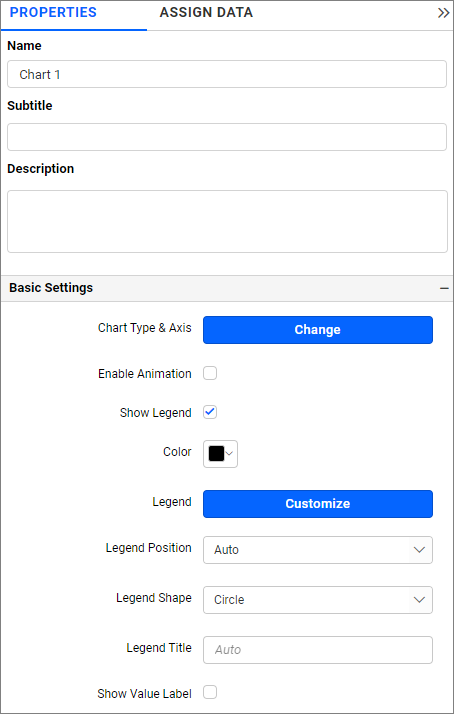 PROPERTIES ASSIGN DATA
Name
Chart 1
Subtitle
Description
Basic Settings
Chart Type & Axis Change
Enable Animation
Show Legend
Color
Legend Customize
Legend Position Auto
Legend Shape Circle
Legend Title Auto
Show Value Label